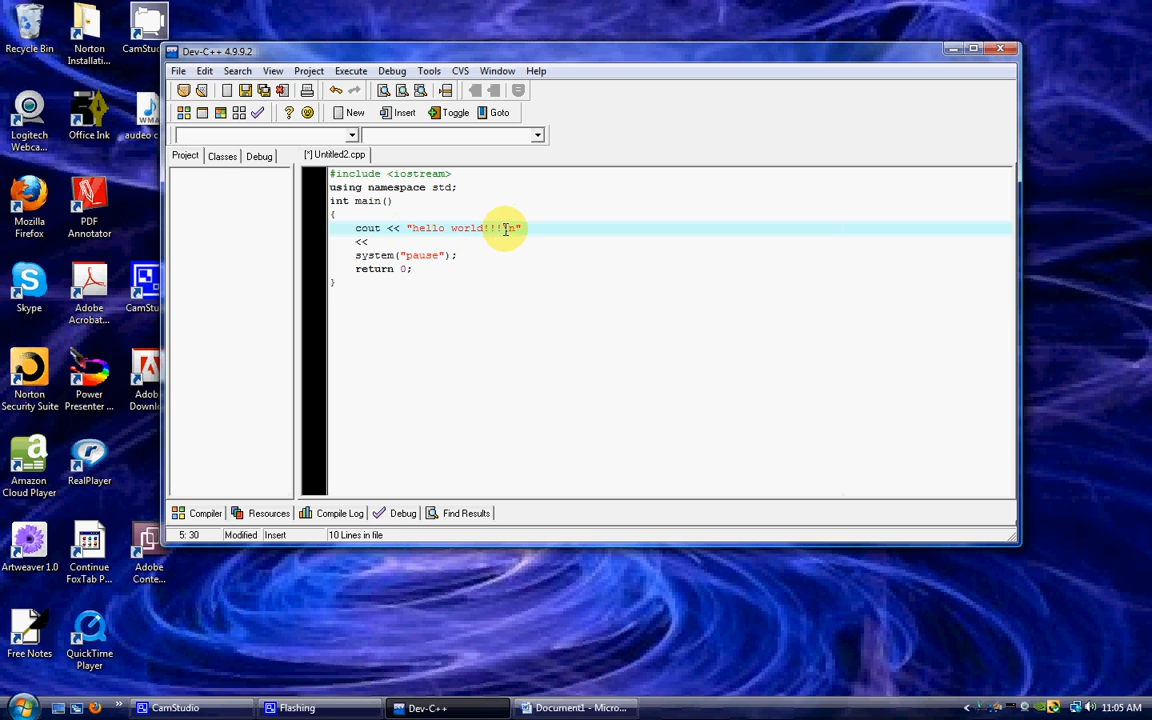 Recycle Bin
Norton Installati...
CamStudio
Logitech Webca...
Office Ink
audeo c
WMA
Mozilla Firefox
PDF Annotator
Skype
Adobe Acrobat...
CamStu
Norton Security Suite
Power Presenter ...
Adob Downl
Amazon Cloud Player
RealPlayer
Artweaver 1.0
Continue FoxTab P...
Adobe Conte...
Free Notes
QuickTime Player
Dev-C++ 4.9.9.2
File Edit Search View Project Execute Debug Tools CVS Window Help
New Insert Toggle Goto
Project Classes Debug
[*] Untitled2.cpp
#include <iostream>
using namespace std;
int main()
{
cout << "hello world!!!\n"
<<
system("pause");
return 0;
}
Compiler Resources Compile Log Debug Find Results
5: 30 Modified Insert 10 Lines in file
CamStudio Flashing Dev-C++ Document1 - Micro... 11:05 AM